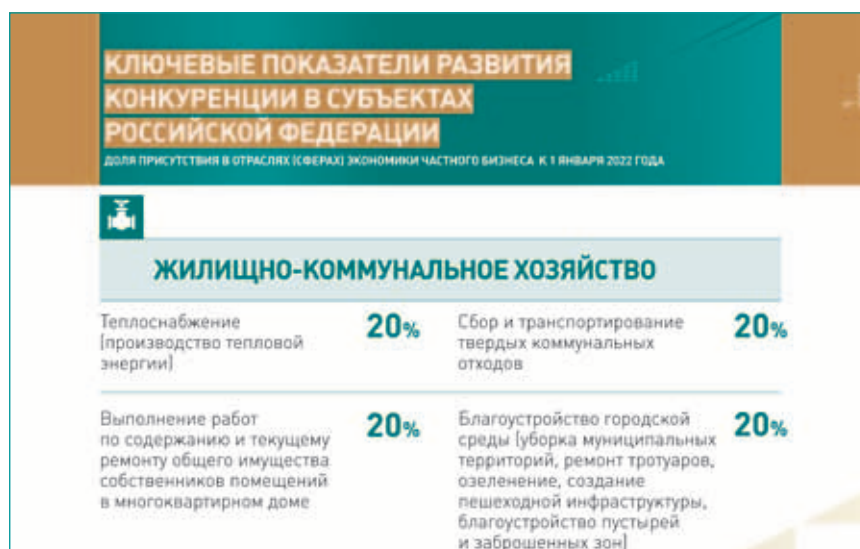 КЛЮЧЕВЫЕ ПОКАЗАТЕЛИ РАЗВИТИЯ
КОНКУРЕНЦИИ В СУБЪЕКТАХ
РОССИЙСКОЙ ФЕДЕРАЦИИ
ДОЛЯ ПРИСУТСТВИЯ В ОТРАСЛЯХ (СФЕРАХ) ЭКОНОМИКИ ЧАСТНОГО БИЗНЕСА К 1 ЯНВАРЯ 2022 ГОДА
ЖИЛИЩНО-КОММУНАЛЬНОЕ ХОЗЯЙСТВО
Теплоснабжение
(производство тепловой
энергии)
20%
Сбор и транспортирование
твердых коммунальных
отходов
20%
Выполнение работ
по содержанию и текущему
ремонту общего имущества
собственников помещений
в многоквартирном доме
20%
Благоустройство городской
среды (уборка муниципальных
территорий, ремонт тротуаров,
озеленение, создание
пешеходной инфраструктуры,
благоустройство пустырей
и заброшенных зон)
20%